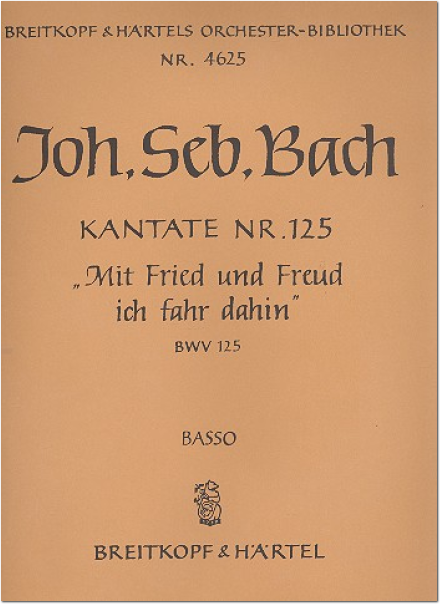 BREITKOPF & HÄRTELS ORCHESTER-BIBLIOTHEK
NR. 4625
Joh. Seb. Bach
KANTATE NR. 125
„Mit Fried und Freud
ich fahr dahin"
BWV 125
BASSO
BREITKOPF & HÄRTEL